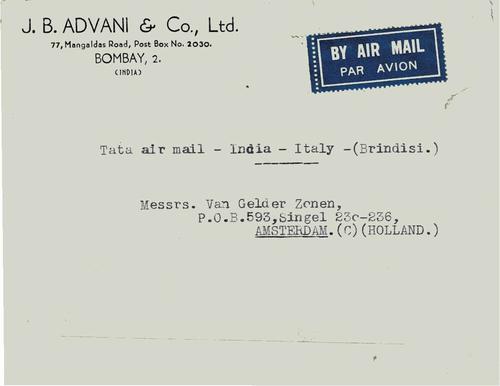 J. B. ADVANI & Co., Ltd.
77, Mangaldas Road, Post Box No. 2030.
BOMBAY, 2.
(INDIA)
BY AIR MAIL
PAR AVION
Tata air mail - India - Italy -(Brindisi.)
Messrs. Van Gelder Zonen,
P.O.B.593,Singel 230-236,
AMSTERDAM.(C)(HOLLAND.)